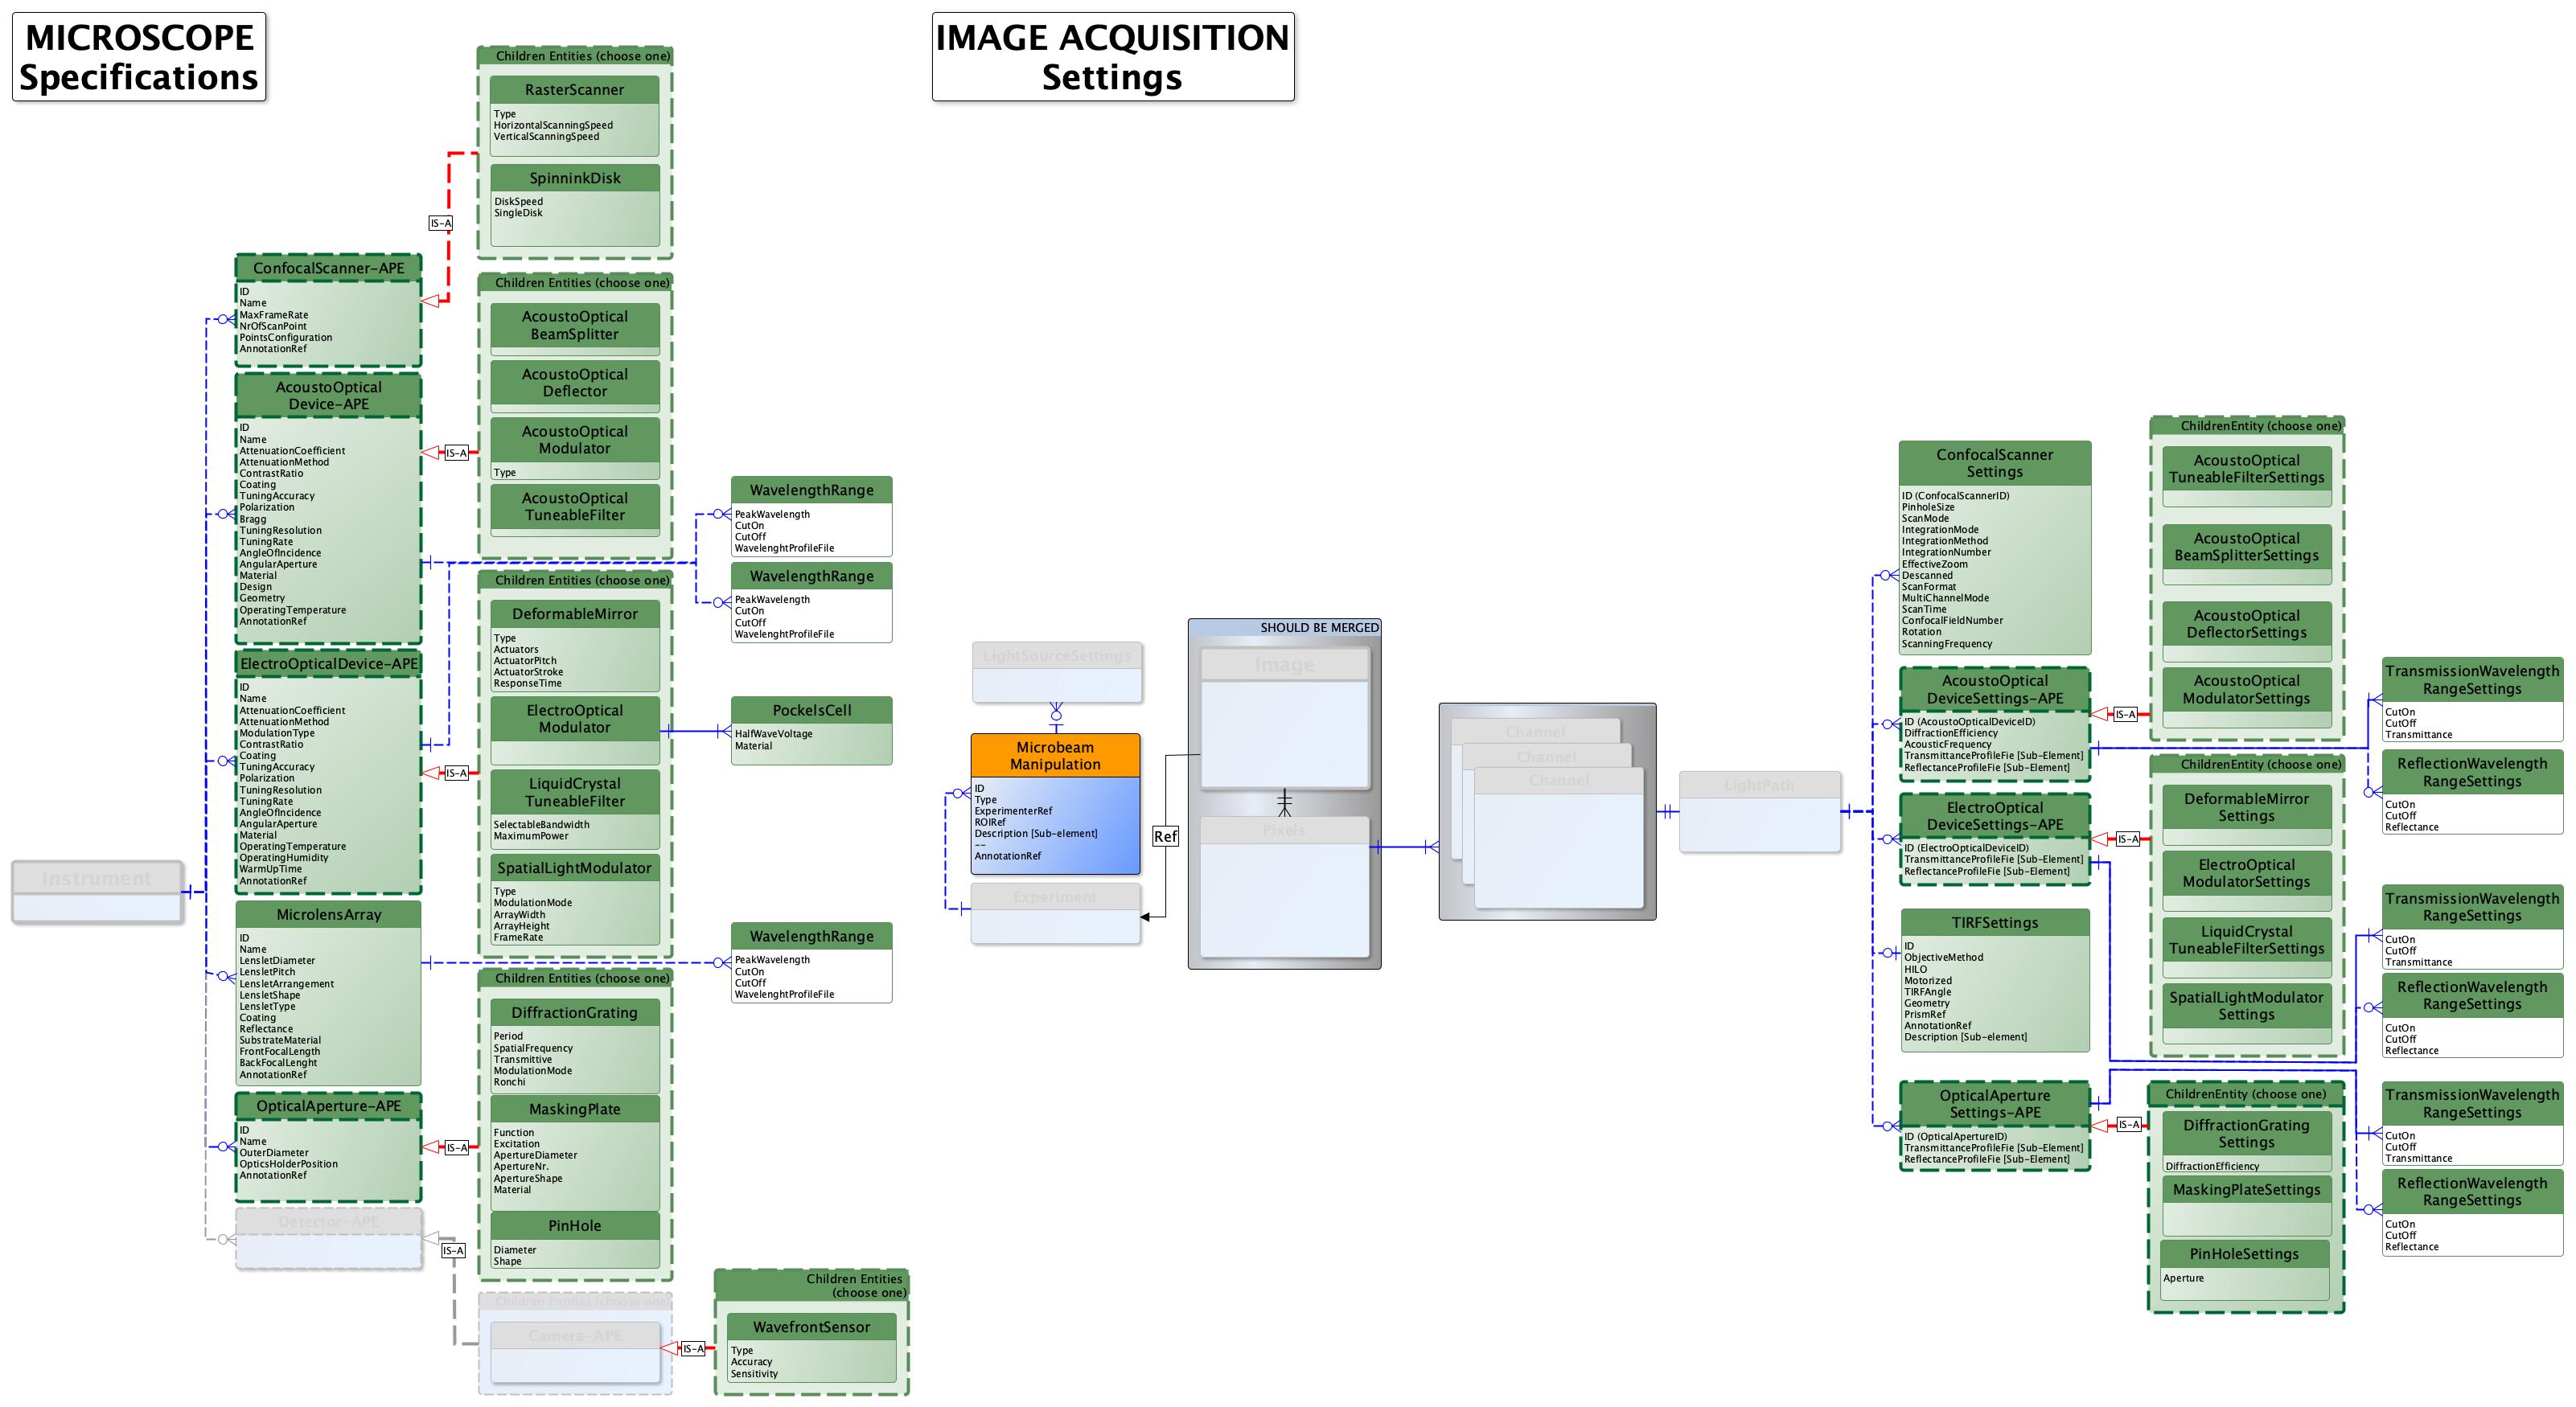 MICROSCOPE
Specifications
IMAGE ACQUISITION
Settings
Children Entities (choose one)
RasterScanner
Type
HorizontalScanningSpeed
VerticalScanningSpeed
SpinninkDisk
DiskSpeed
SingleDisk
IS-A
ConfocalScanner-APE
ID
Name
MaxFrameRate
NrOfScanPoint
PointsConfiguration
AnnotationRef
AcoustoOptical
Device-APE
ID
Name
AttenuationCoefficient
AttenuationMethod
ContrastRatio
Coating
TuningAccuracy
Polarization
Bragg
TuningResolution
TuningRate
AngleOfIncidence
AngularAperture
Material
Design
Geometry
OperatingTemperature
AnnotationRef
IS-A
Children Entities (choose one)
AcoustoOptical
BeamSplitter
AcoustoOptical
Deflector
AcoustoOptical
Modulator
Type
AcoustoOptical
TuneableFilter
WavelengthRange
PeakWavelength
CutOn
CutOff
WavelenghtProfileFile
WavelengthRange
PeakWavelength
CutOn
CutOff
WavelenghtProfileFile
ElectroOpticalDevice-APE
ID
Name
AttenuationCoefficient
AttenuationMethod
ModulationType
ContrastRatio
Coating
TuningAccuracy
Polarization
TuningResolution
TuningRate
AngleOfIncidence
AngularAperture
Material
OperatingTemperature
OperatingHumidity
WarmUpTime
AnnotationRef
IS-A
Children Entities (choose one)
DeformableMirror
Type
Actuators
ActuatorPitch
ActuatorStroke
ResponseTime
ElectroOptical
Modulator
PockelsCell
HalfWaveVoltage
Material
LiquidCrystal
TuneableFilter
SelectableBandwidth
MaximumPower
SpatialLightModulator
Type
ModulationMode
ArrayWidth
ArrayHeight
FrameRate
Instrument
MicrolensArray
ID
Name
LensletDiameter
LensletPitch
LensletArrangement
LensletShape
LensletType
Coating
Reflectance
SubstrateMaterial
FrontFocalLength
BackFocalLenght
AnnotationRef
WavelengthRange
PeakWavelength
CutOn
CutOff
WavelenghtProfileFile
OpticalAperture-APE
ID
Name
OuterDiameter
OpticsHolderPosition
AnnotationRef
IS-A
Children Entities (choose one)
DiffractionGrating
Period
SpatialFrequency
Transmittive
ModulationMode
Ronchi
MaskingPlate
Function
Excitation
ApertureDiameter
ApertureNr.
ApertureShape
Material
PinHole
Diameter
Shape
Detector-APE
IS-A
Children Entities (choose one)
Camera-APE
IS-A
Children Entities
(choose one)
WavefrontSensor
Type
Accuracy
Sensitivity
LightSourceSettings
Microbeam
Manipulation
ID
Type
ExperimenterRef
ROIRef
Description [Sub-element]
--
AnnotationRef
Experiment
Ref
SHOULD BE MERGED
Image
Pixels
Channel
Channel
Channel
LightPath
ConfocalScanner
Settings
ID (ConfocalScannerID)
PinholeSize
ScanMode
IntegrationMode
IntegrationMethod
IntegrationNumber
EffectiveZoom
Descanned
ScanFormat
MultiChannelMode
ScanTime
ConfocalFieldNumber
Rotation
ScanningFrequency
AcoustoOptical
DeviceSettings-APE
ID (AcoustoOpticalDeviceID)
DiffractionEfficiency
AcousticFrequency
TransmittanceProfileFie [Sub-Element]
ReflectanceProfileFie [Sub-Element]
IS-A
ChildrenEntity (choose one)
AcoustoOptical
TuneableFilterSettings
AcoustoOptical
BeamSplitterSettings
AcoustoOptical
DeflectorSettings
AcoustoOptical
ModulatorSettings
TransmissionWavelength
RangeSettings
CutOn
CutOff
Transmittance
ReflectionWavelength
RangeSettings
CutOn
CutOff
Reflectance
ElectroOptical
DeviceSettings-APE
ID (ElectroOpticalDeviceID)
TransmittanceProfileFie [Sub-Element]
ReflectanceProfileFie [Sub-Element]
IS-A
ChildrenEntity (choose one)
DeformableMirror
Settings
ElectroOptical
ModulatorSettings
LiquidCrystal
TuneableFilterSettings
SpatialLightModulator
Settings
TransmissionWavelength
RangeSettings
CutOn
CutOff
Transmittance
ReflectionWavelength
RangeSettings
CutOn
CutOff
Reflectance
TIRFSettings
ID
ObjectiveMethod
HILO
Motorized
TIRFAngle
Geometry
PrismRef
AnnotationRef
Description [Sub-element]
OpticalAperture
Settings-APE
ID (OpticalApertureID)
TransmittanceProfileFie [Sub-Element]
ReflectanceProfileFie [Sub-Element]
IS-A
ChildrenEntity (choose one)
DiffractionGrating
Settings
DiffractionEfficiency
MaskingPlateSettings
PinHoleSettings
Aperture
TransmissionWavelength
RangeSettings
CutOn
CutOff
Transmittance
ReflectionWavelength
RangeSettings
CutOn
CutOff
Reflectance